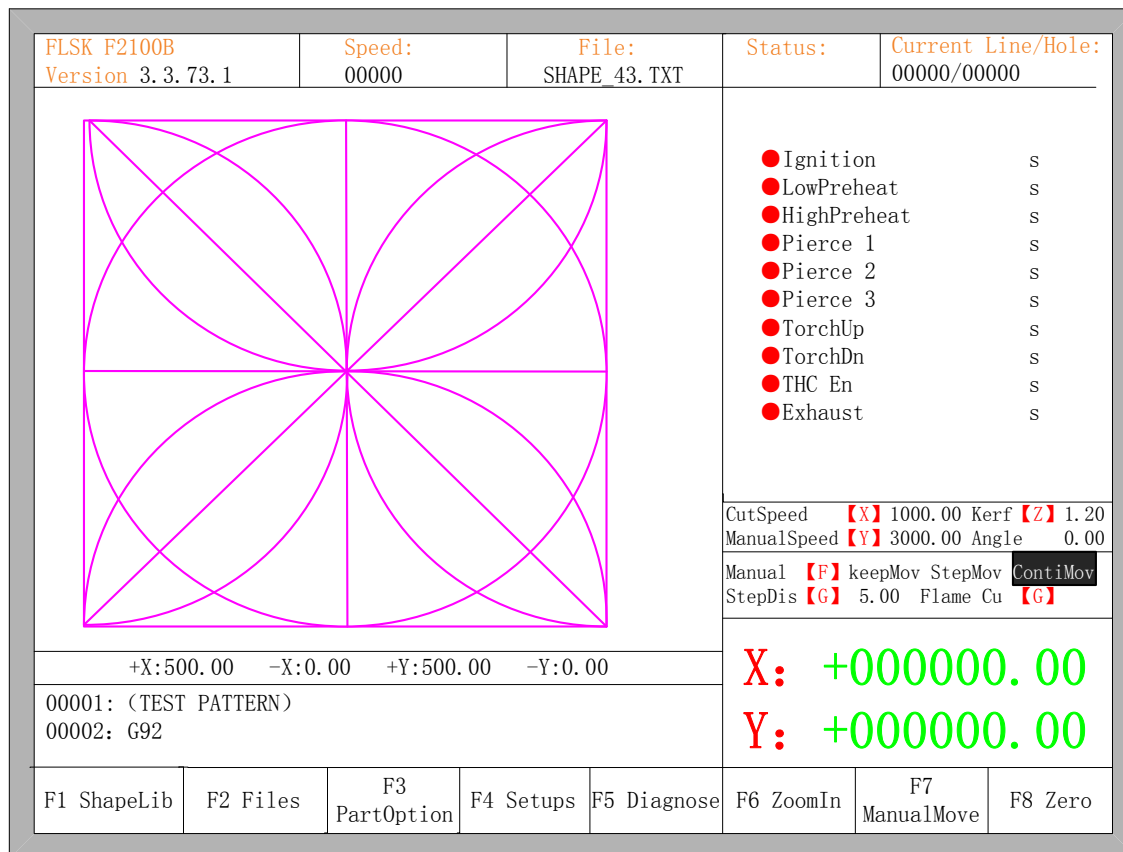 FLSK F2100B
Version 3.3.73.1
Speed:
00000
File:
SHAPE_43.TXT
Status:
Current Line/Hole:
00000/00000
Ignition s
LowPreheat s
HighPreheat s
Pierce 1 s
Pierce 2 s
Pierce 3 s
TorchUp s
TorchDn s
THC En s
Exhaust s
CutSpeed 【X】 1000.00 Kerf【Z】 1.20
ManualSpeed【Y】 3000.00 Angle 0.00
Manual 【F】keepMov StepMov ContiMov
StepDis【G】 5.00 Flame Cu 【G】
+X:500.00 -X:0.00 +Y:500.00 -Y:0.00
00001: (TEST PATTERN)
00002: G92
X: +000000.00
Y: +000000.00
F1 ShapeLib
F2 Files
F3
PartOption
F4 Setups
F5 Diagnose
F6 ZoomIn
F7
ManualMove
F8 Zero